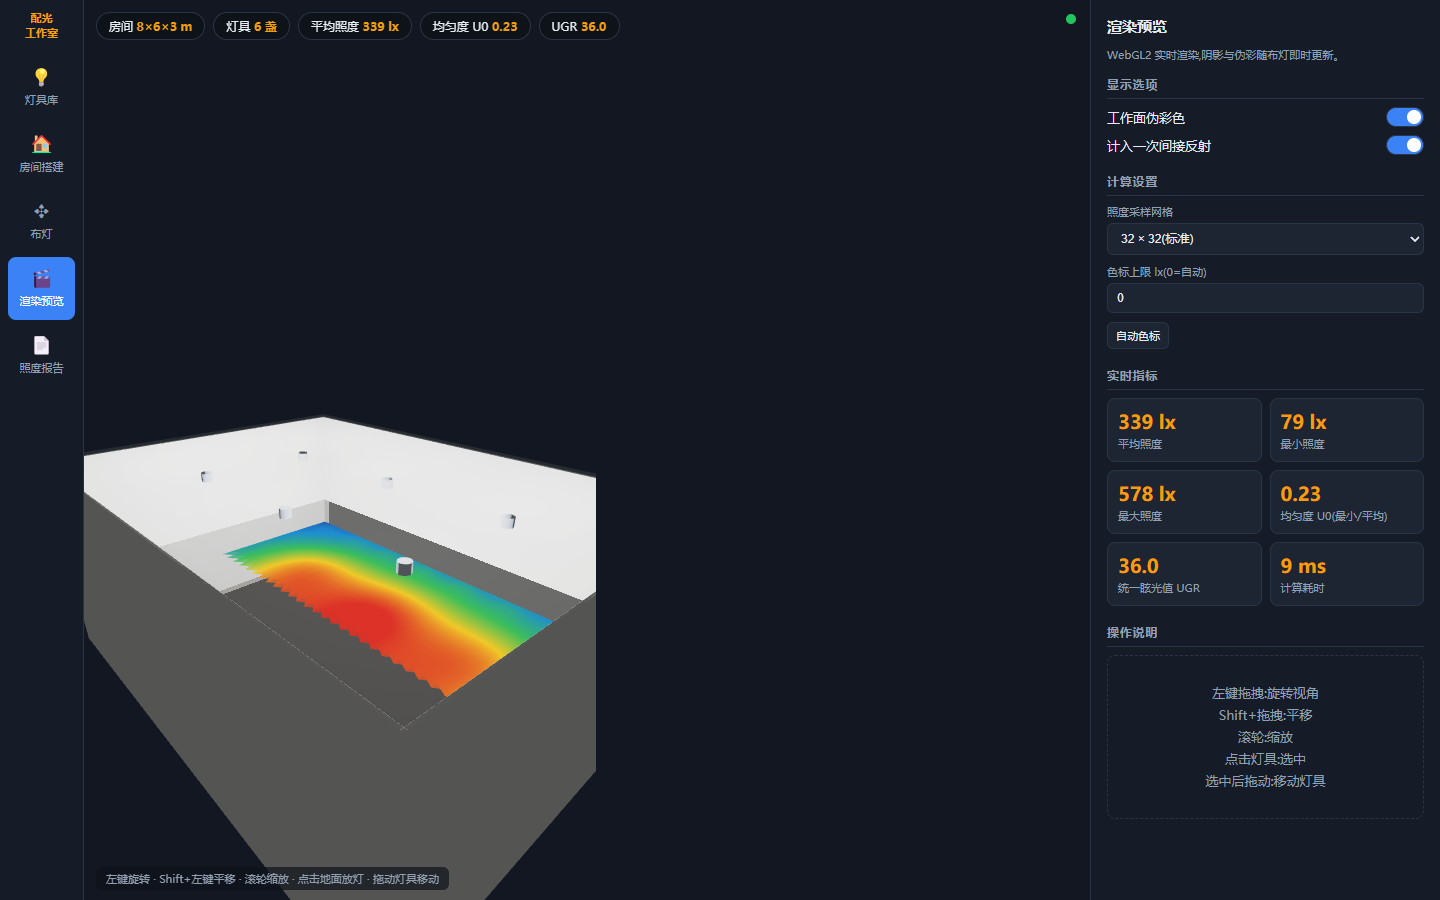 配光
工作室
灯具库
房间搭建
布灯
渲染预览
照度报告
房间 8×6×3 m
灯具 6 盏
平均照度 339 lx
均匀度 U0 0.23
UGR 36.0
左键旋转 · Shift+左键平移 · 滚轮缩放 · 点击地面放灯 · 拖动灯具移动
渲染预览
WebGL2 实时渲染,阴影与伪彩随布灯即时更新。
显示选项
工作面伪彩色
计入一次间接反射
计算设置
照度采样网格
32 × 32(标准)
色标上限 lx(0=自动)
0
自动色标
实时指标
339 lx
平均照度
79 lx
最小照度
578 lx
最大照度
0.23
均匀度 U0(最小/平均)
36.0
统一眩光值 UGR
9 ms
计算耗时
操作说明
左键拖拽:旋转视角
Shift+拖拽:平移
滚轮:缩放
点击灯具:选中
选中后拖动:移动灯具